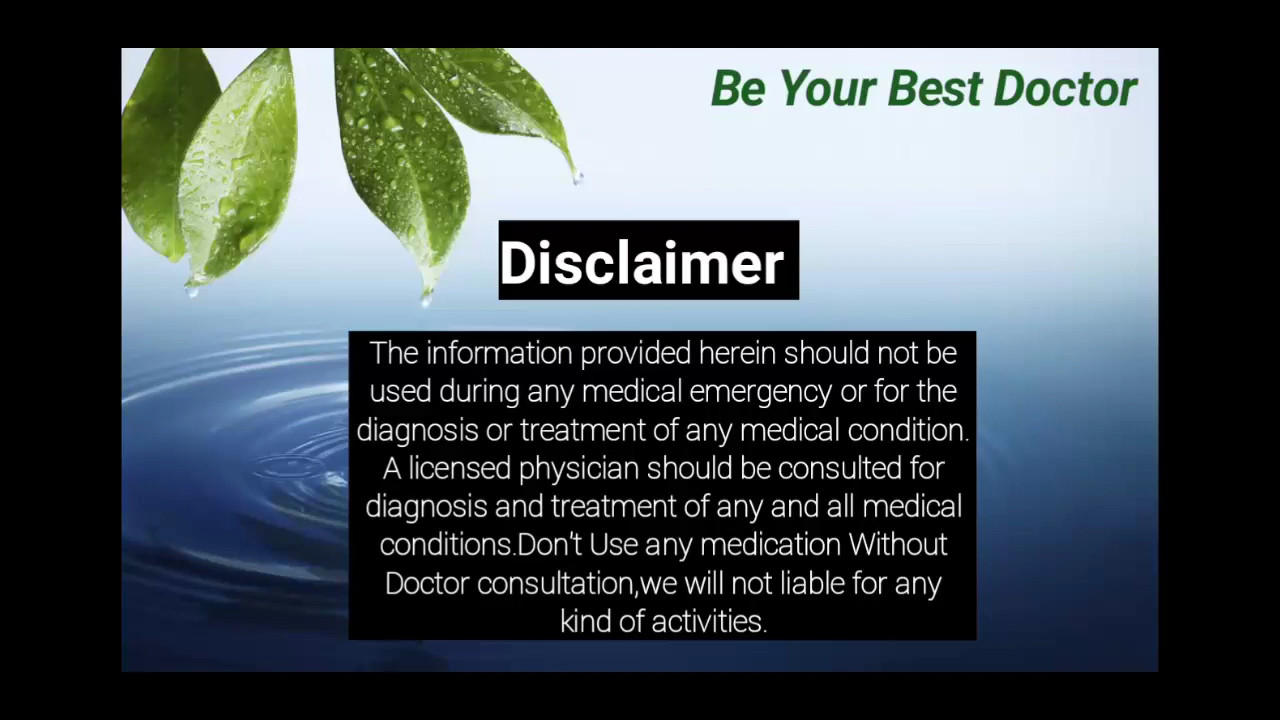 Be Your Best Doctor
Disclaimer
The information provided herein should not be
used during any medical emergency or for the
diagnosis or treatment of any medical condition.
A licensed physician should be consulted for
diagnosis and treatment of any and all medical
conditions.Don't Use any medication Without
Doctor consultation,we will not liable for any
kind of activities.